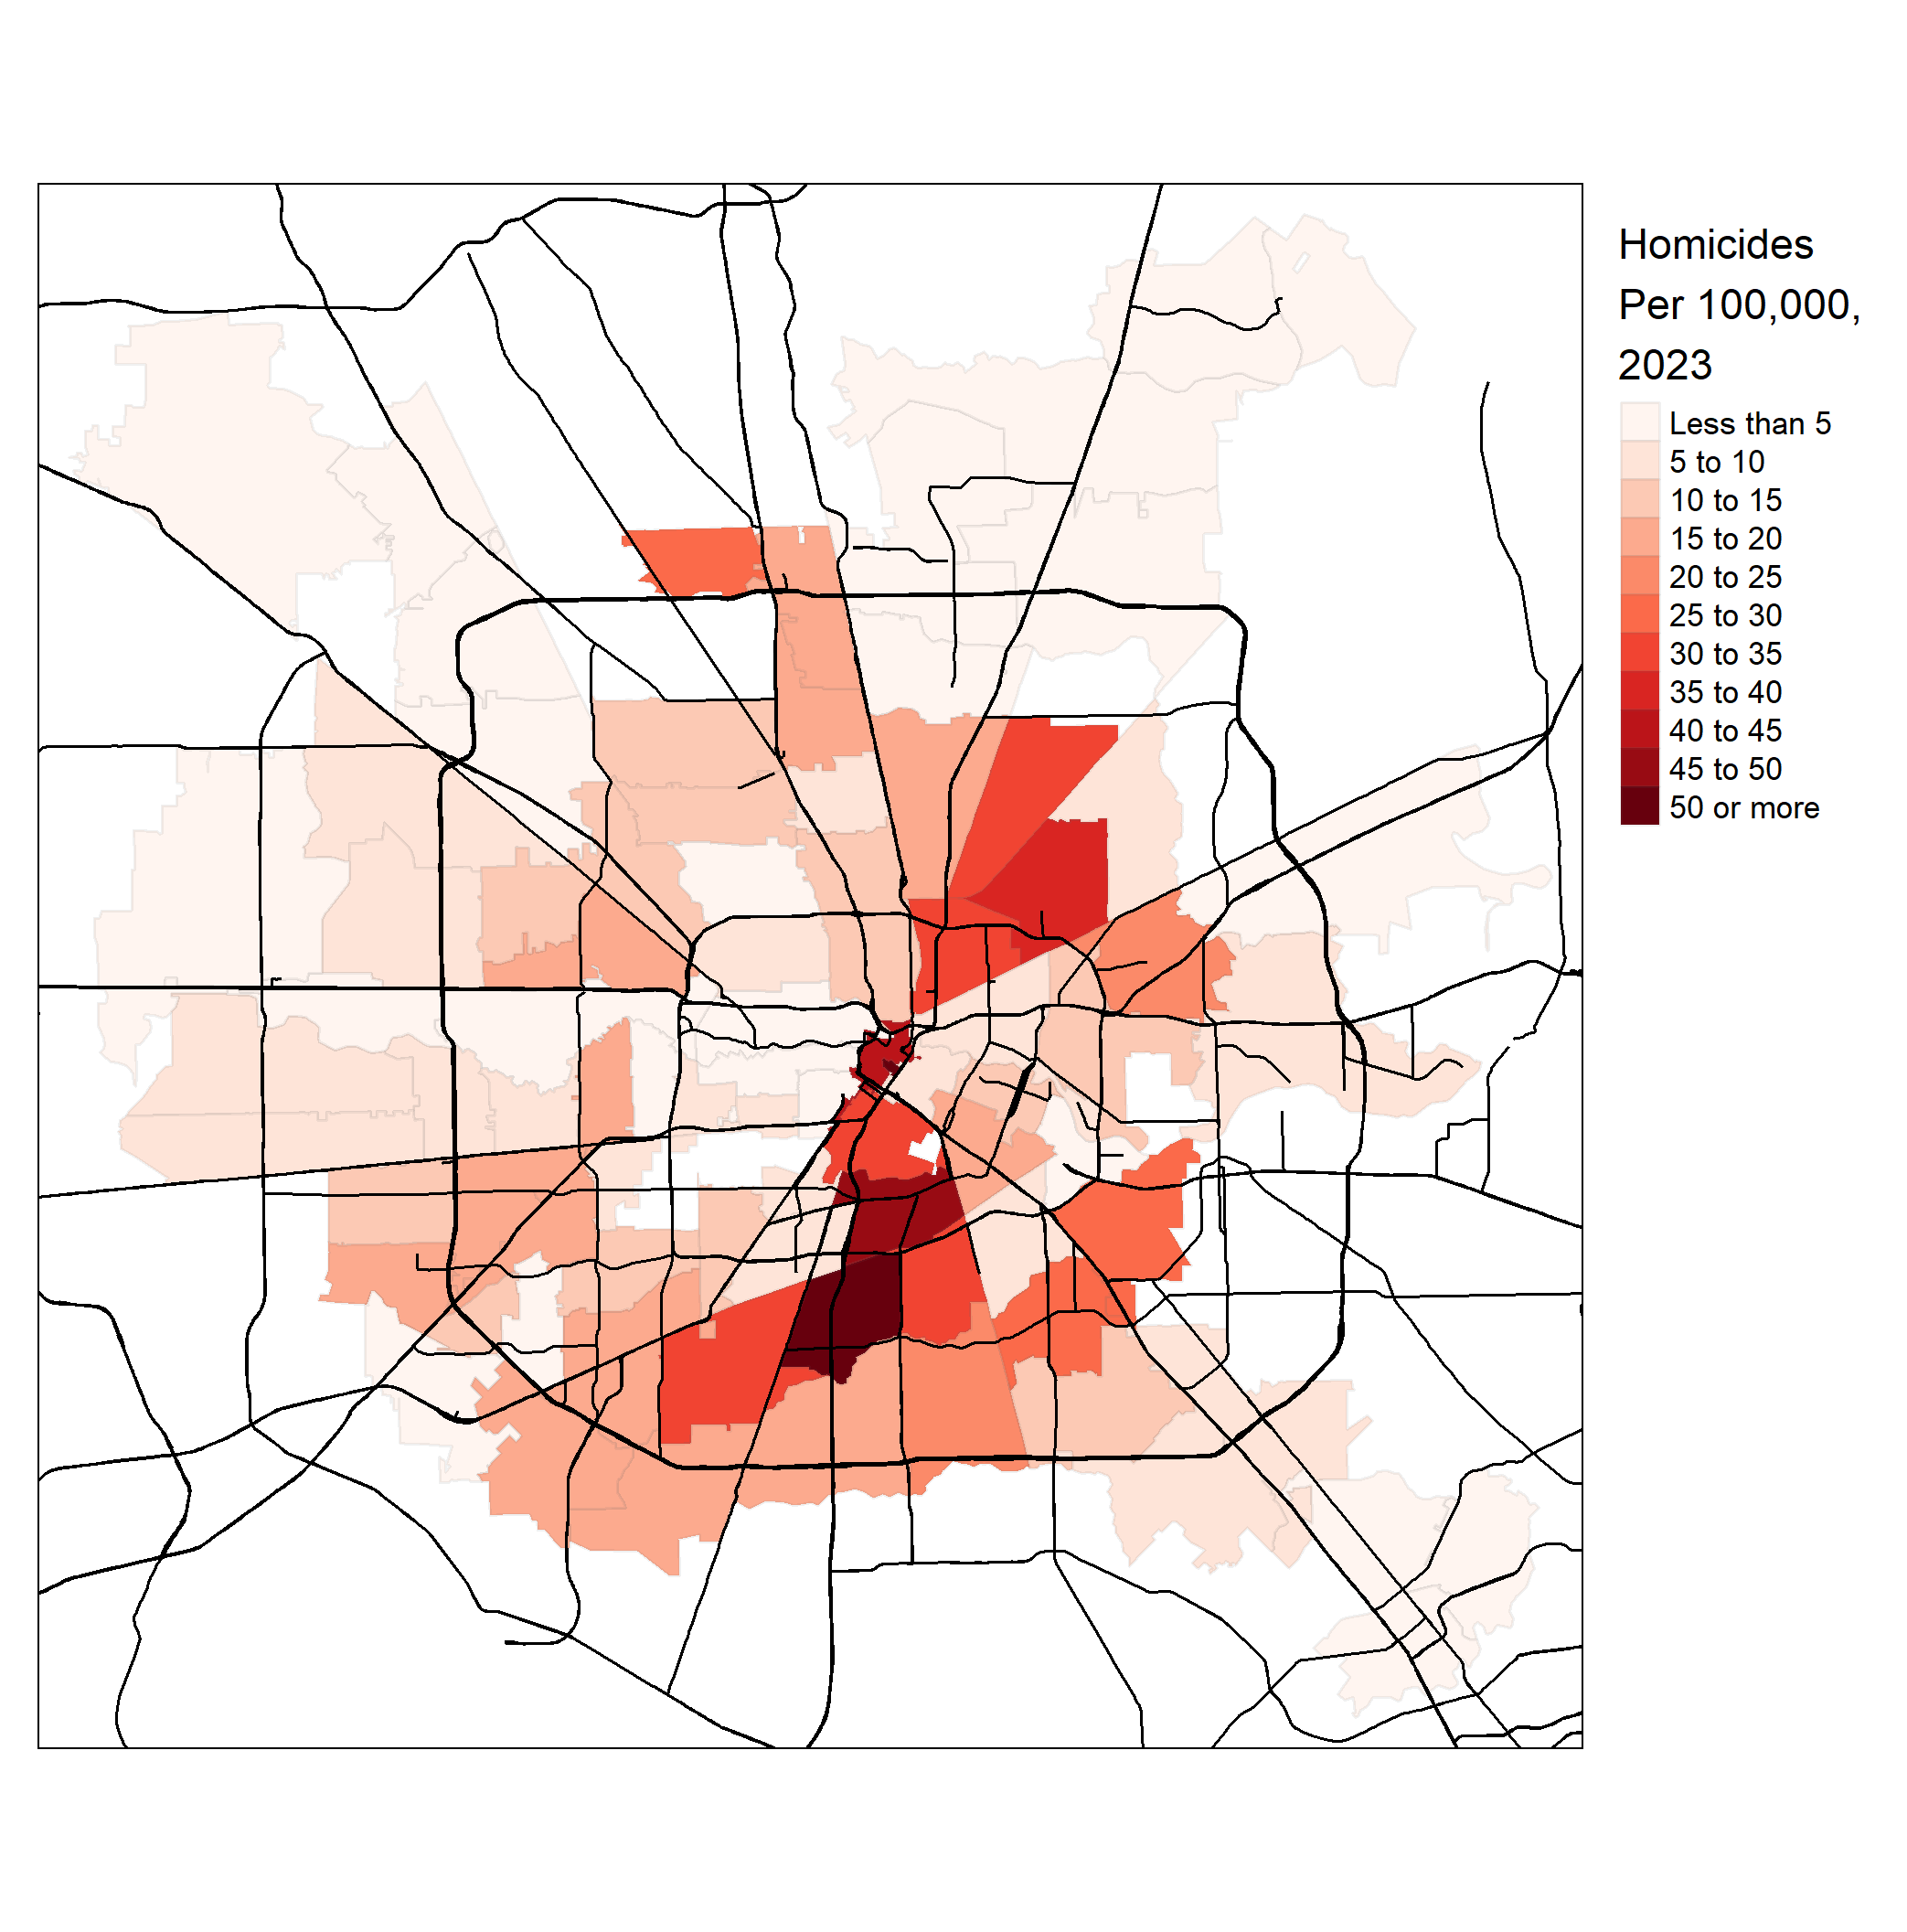 Homicides
Per 100,000,
2023
Less than 5
5 to 10
10 to 15
15 to 20
20 to 25
25 to 30
30 to 35
35 to 40
40 to 45
45 to 50
50 or more